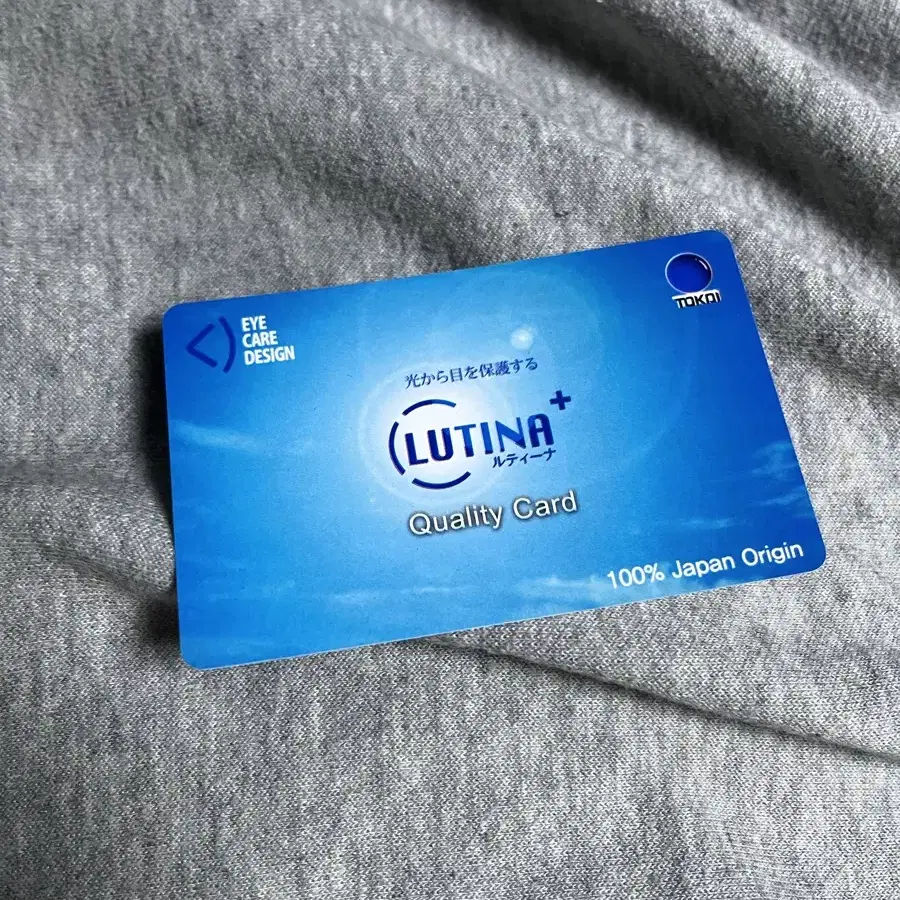 EYE
CARE
DESIGN
TOKAI
光から目を保護する
LUTINA+
ルティーナ
Quality Card
100% Japan Origin